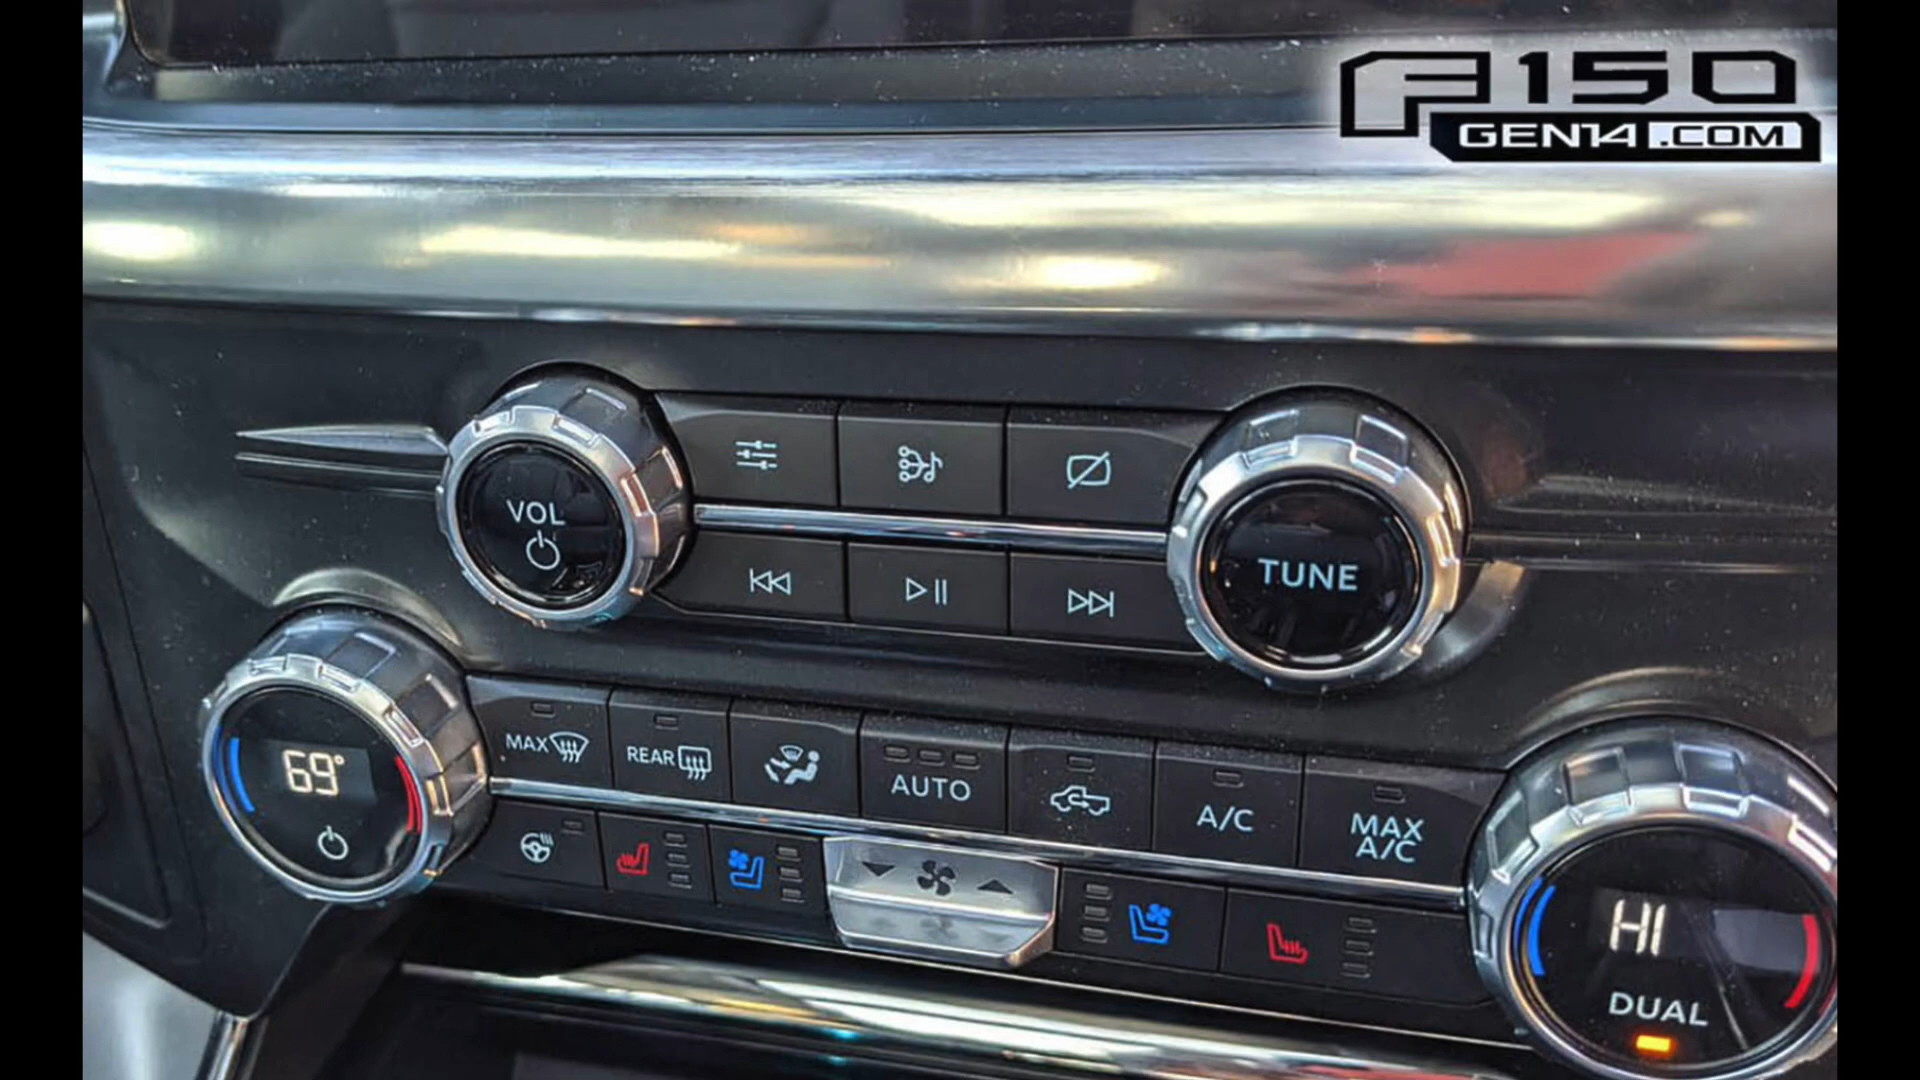 F150
GEN14.COM
VOL
TUNE
69°
MAX
REAR
AUTO
A/C
MAX
A/C
HI
DUAL